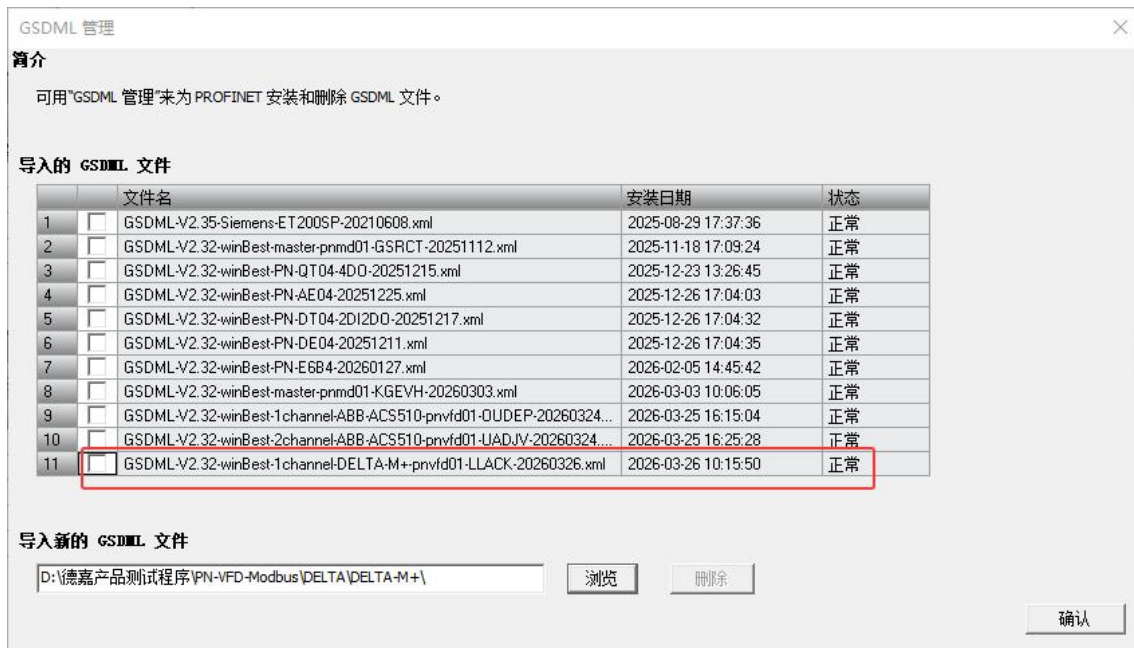 GSDML 管理
简介
可用"GSDML 管理"来为 PROFINET 安装和删除 GSDML 文件。
导入的 GSDML 文件
文件名 安装日期 状态
1 GSDML-V2.35-Siemens-ET200SP-20210608.xml 2025-08-29 17:37:36 正常
2 GSDML-V2.32-winBest-master-pnmd01-GSRCT-20251112.xml 2025-11-18 17:09:24 正常
3 GSDML-V2.32-winBest-PN-QT04-4DO-20251215.xml 2025-12-23 13:26:45 正常
4 GSDML-V2.32-winBest-PN-AE04-20251225.xml 2025-12-26 17:04:03 正常
5 GSDML-V2.32-winBest-PN-DT04-2DI2DO-20251217.xml 2025-12-26 17:04:32 正常
6 GSDML-V2.32-winBest-PN-DE04-20251211.xml 2025-12-26 17:04:35 正常
7 GSDML-V2.32-winBest-PN-E6B4-20260127.xml 2026-02-05 14:45:42 正常
8 GSDML-V2.32-winBest-master-pnmd01-KGEVH-20260303.xml 2026-03-03 10:06:05 正常
9 GSDML-V2.32-winBest-1channel-ABB-ACS510-pnvfd01-OUDEP-20260324... 2026-03-25 16:15:04 正常
10 GSDML-V2.32-winBest-2channel-ABB-ACS510-pnvfd01-UADJV-20260324.... 2026-03-25 16:25:28 正常
11 GSDML-V2.32-winBest-1channel-DELTA-M+-pnvfd01-LLACK-20260326.xml 2026-03-26 10:15:50 正常
导入新的 GSDML 文件
D:\德嘉产品测试程序\PN-VFD-Modbus\DELTA\DELTA-M+\ 浏览 删除
确认